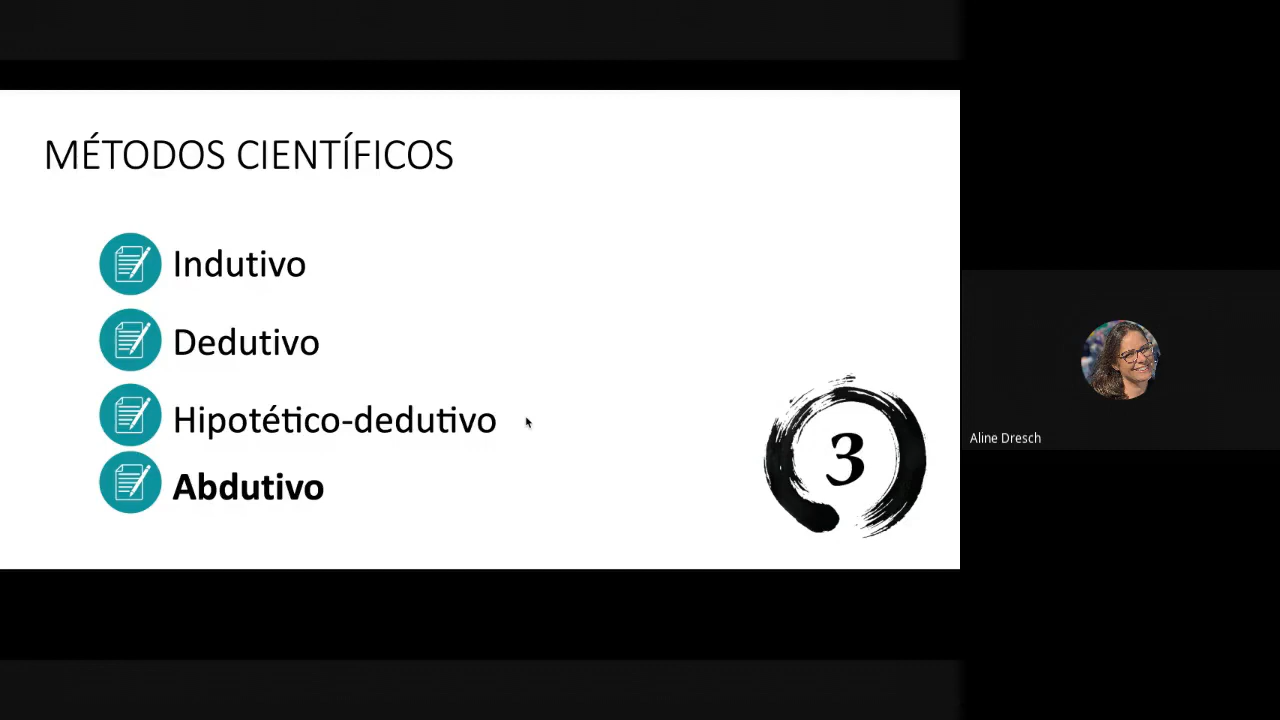 MÉTODOS CIENTÍFICOS
Indutivo
Dedutivo
Hipotético-dedutivo
Abdutivo
3
Aline Dresch